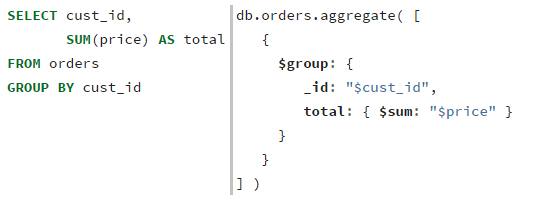 SELECT cust_id,
       SUM(price) AS total
FROM orders
GROUP BY cust_id
db.orders.aggregate( [
   {
     $group: {
        _id: "$cust_id",
        total: { $sum: "$price" }
     }
   }
] )